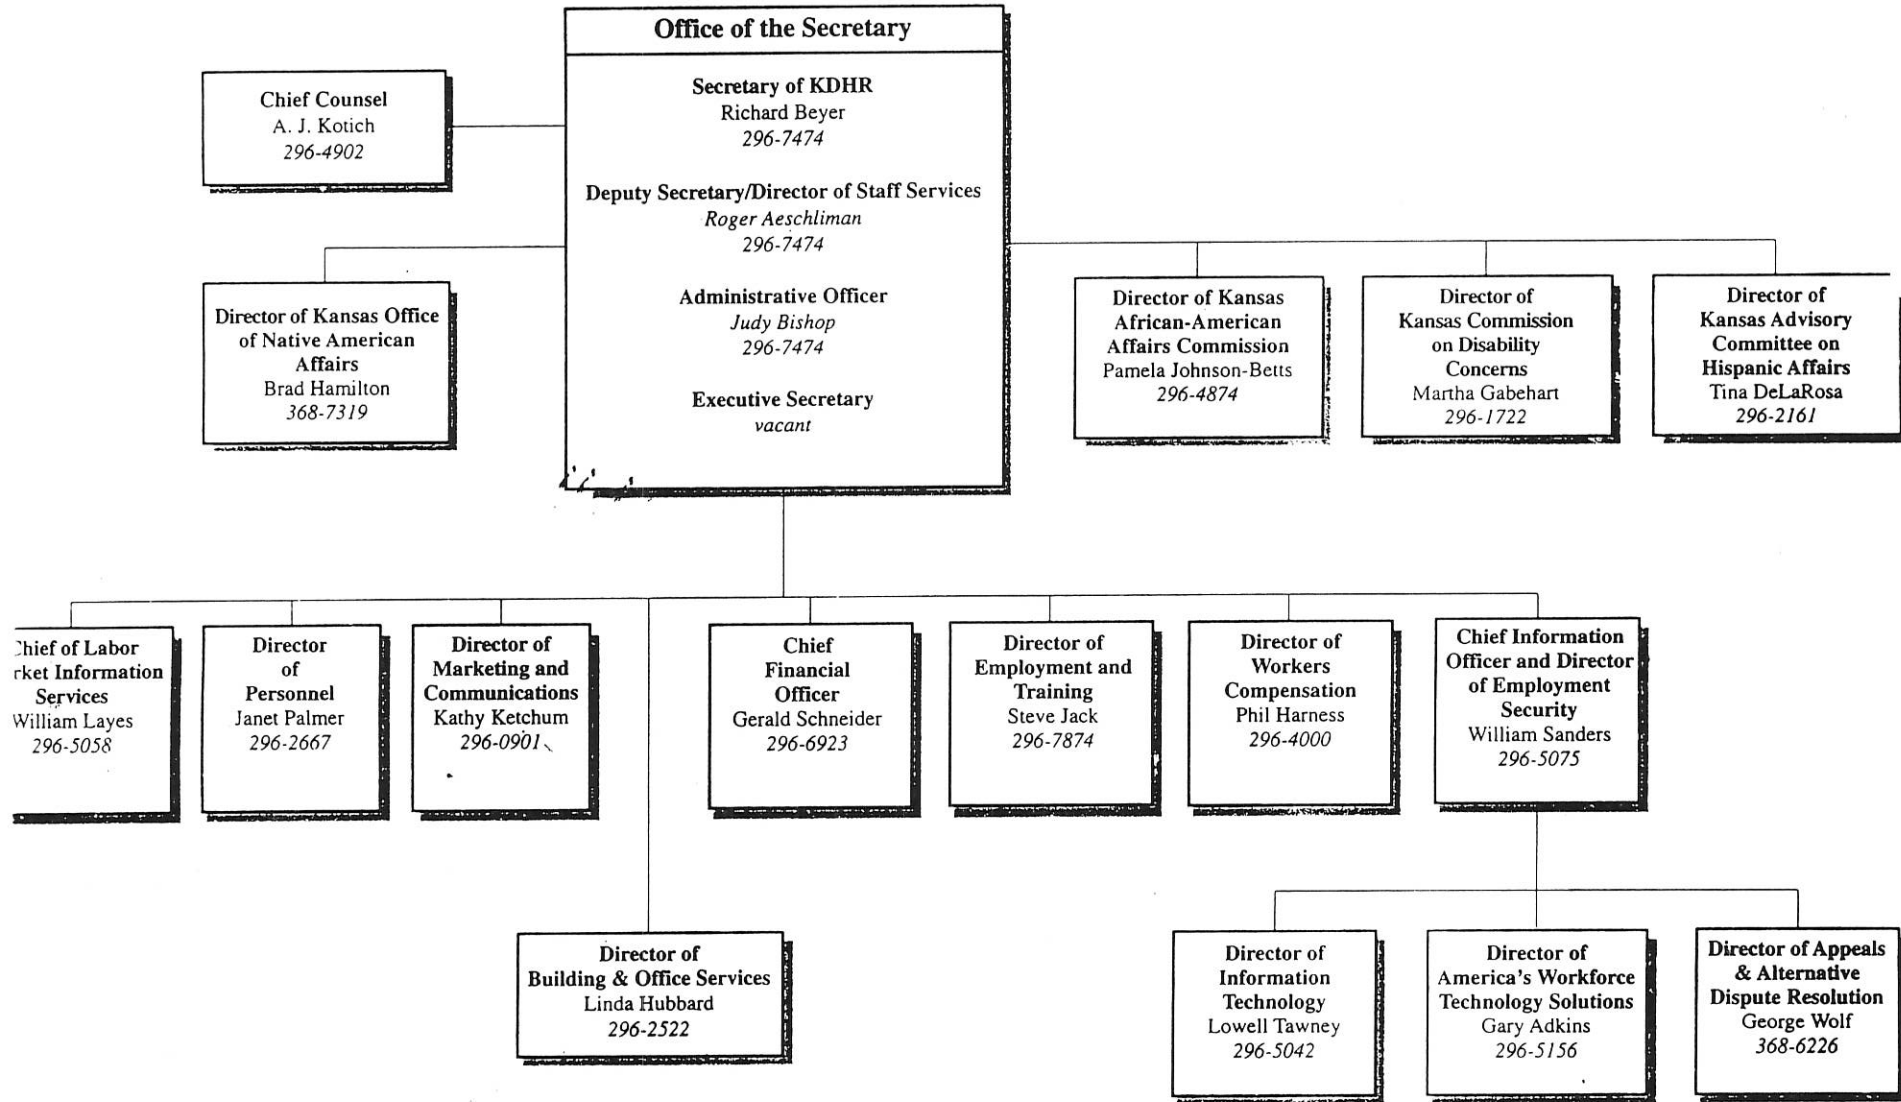 Office of the Secretary
Secretary of KDHR
Richard Beyer
296-7474
Deputy Secretary/Director of Staff Services
Roger Aeschliman
296-7474
Administrative Officer
Judy Bishop
296-7474
Executive Secretary
vacant
Chief Counsel
A. J. Kotich
296-4902
Director of Kansas Office
of Native American
Affairs
Brad Hamilton
368-7319
Director of Kansas
African-American
Affairs Commission
Pamela Johnson-Betts
296-4874
Director of
Kansas Commission
on Disability
Concerns
Martha Gabehart
296-1722
Director of
Kansas Advisory
Committee on
Hispanic Affairs
Tina DeLaRosa
296-2161
Chief of Labor
rket Information
Services
William Layes
296-5058
Director
of
Personnel
Janet Palmer
296-2667
Director of
Marketing and
Communications
Kathy Ketchum
296-0901
Chief
Financial
Officer
Gerald Schneider
296-6923
Director of
Employment and
Training
Steve Jack
296-7874
Director of
Workers
Compensation
Phil Harness
296-4000
Chief Information
Officer and Director
of Employment
Security
William Sanders
296-5075
Director of
Building & Office Services
Linda Hubbard
296-2522
Director of
Information
Technology
Lowell Tawney
296-5042
Director of
America's Workforce
Technology Solutions
Gary Adkins
296-5156
Director of Appeals
& Alternative
Dispute Resolution
George Wolf
368-6226